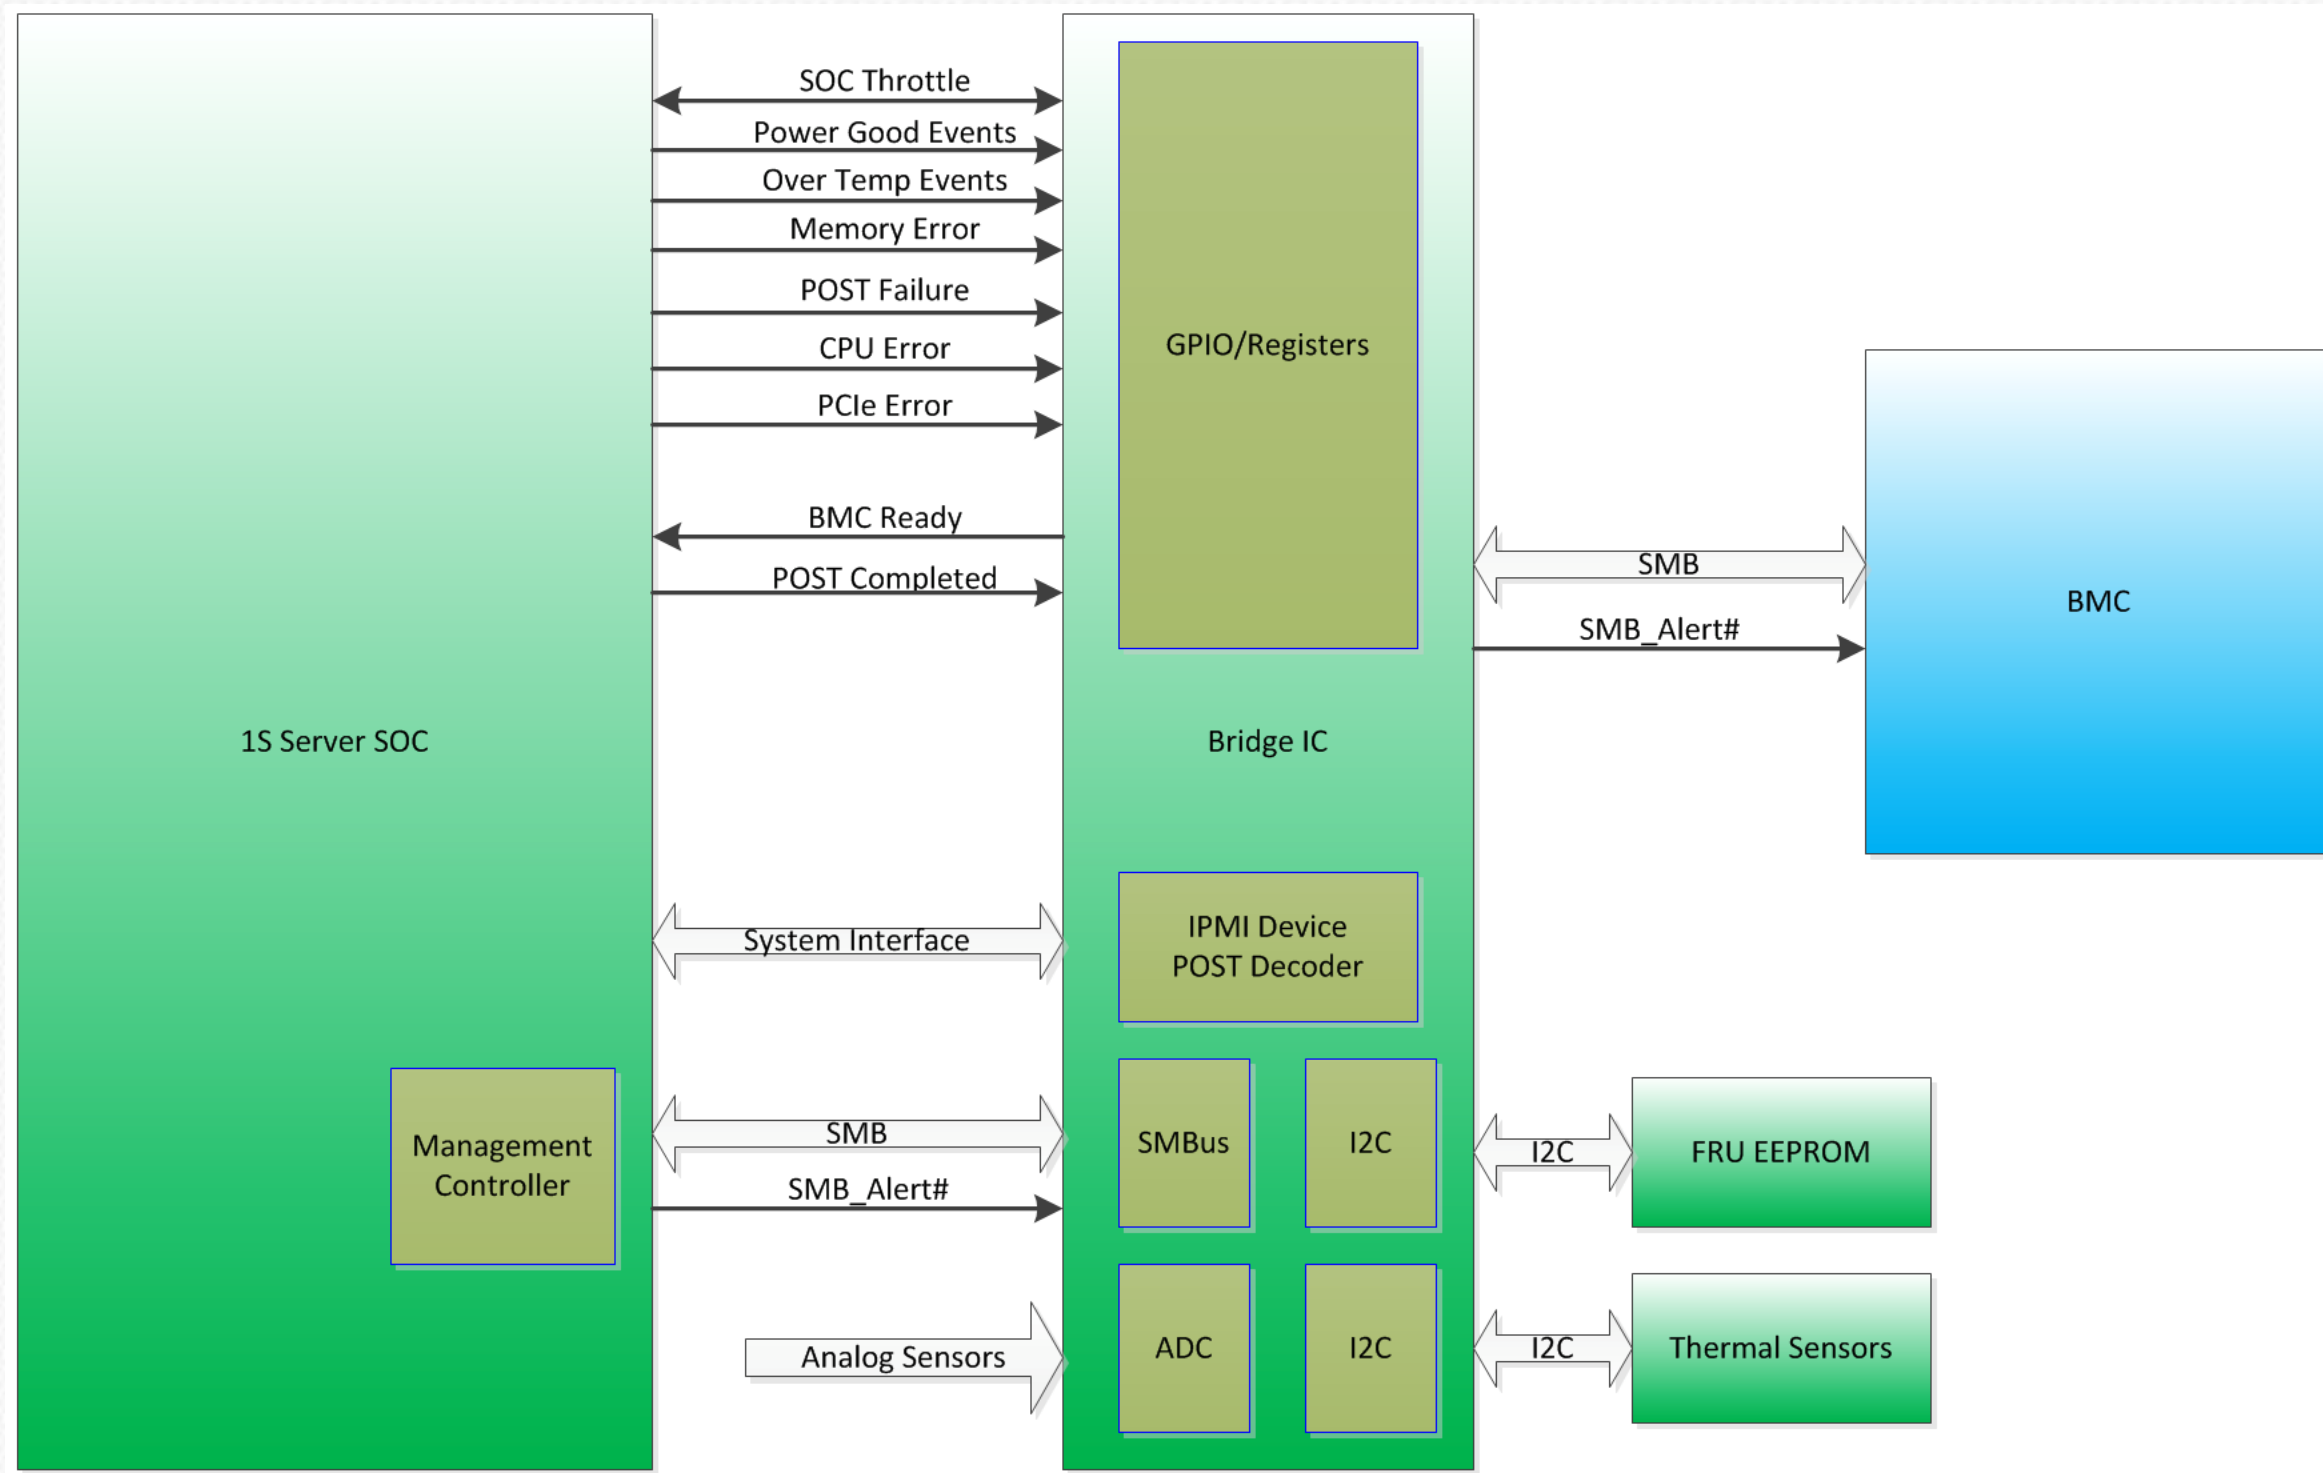 SOC Throttle
Power Good Events
Over Temp Events
Memory Error
POST Failure
CPU Error
PCIe Error
BMC Ready
POST Completed
GPIO/Registers
SMB
SMB_Alert#
BMC
1S Server SOC
Bridge IC
System Interface
IPMI Device
POST Decoder
Management
Controller
SMB
SMB_Alert#
SMBus
I2C
I2C
FRU EEPROM
Analog Sensors
ADC
I2C
I2C
Thermal Sensors